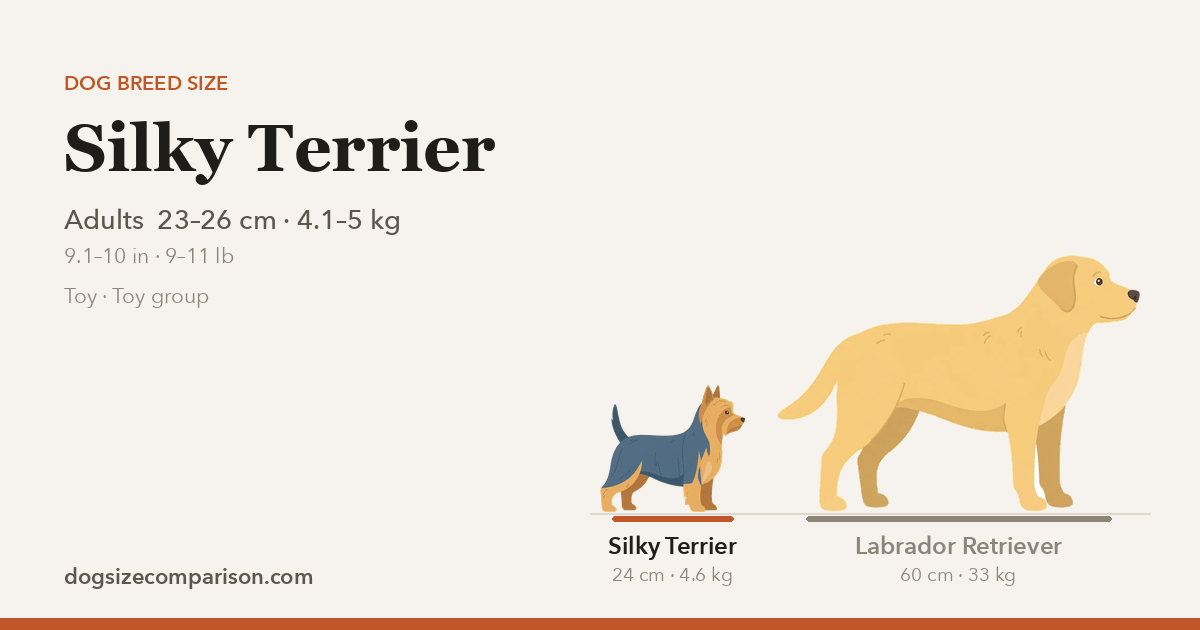 DOG BREED SIZE
Silky Terrier
Adults 23–26 cm · 4.1–5 kg
9.1–10 in · 9–11 lb
Toy · Toy group
Silky Terrier
24 cm · 4.6 kg
Labrador Retriever
60 cm · 33 kg
dogsizecomparison.com